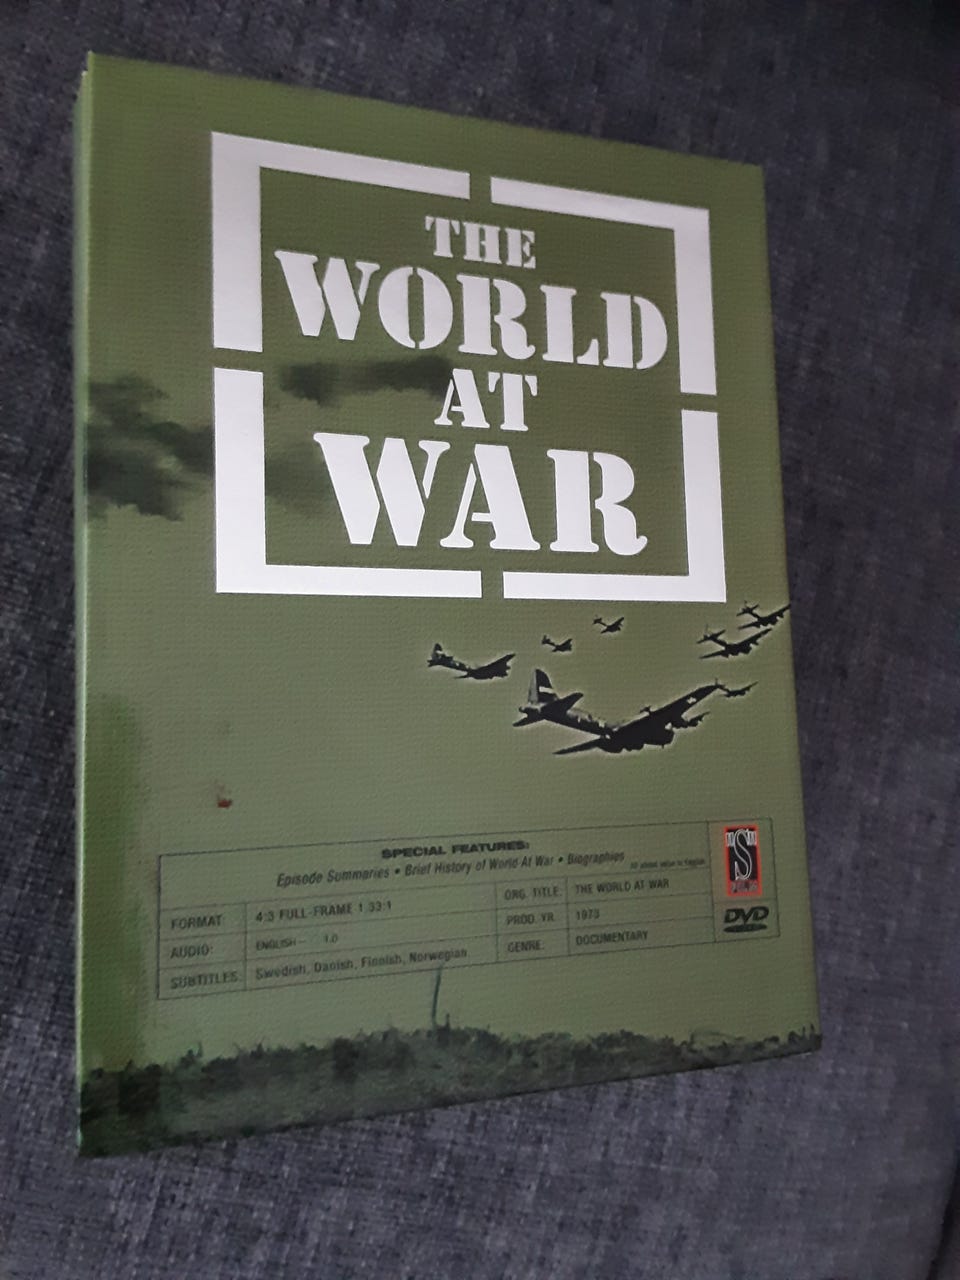 THE
WORLD
AT
WAR
SPECIAL FEATURES:
Episode Summaries • Brief History of World At War • Biographies
FORMAT 4:3 FULL-FRAME 1.33:1
AUDIO: ENGLISH – 1.0
SUBTITLES: Swedish, Danish, Finnish, Norwegian
ORG. TITLE: THE WORLD AT WAR
PROD. YR. 1973
GENRE: DOCUMENTARY
S
DVD